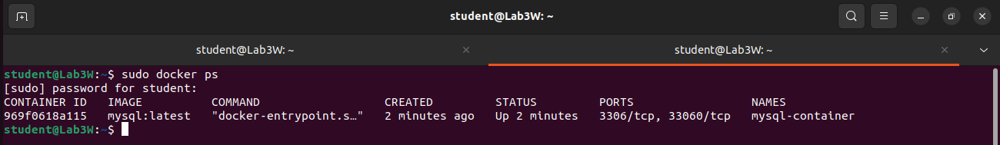 student@Lab3W: ~
student@Lab3W: ~
student@Lab3W: ~
student@Lab3W:~$ sudo docker ps
[sudo] password for student:
CONTAINER ID   IMAGE          COMMAND                  CREATED         STATUS         PORTS                 NAMES
969f0618a115   mysql:latest   "docker-entrypoint.s…"   2 minutes ago   Up 2 minutes   3306/tcp, 33060/tcp   mysql-container
student@Lab3W:~$